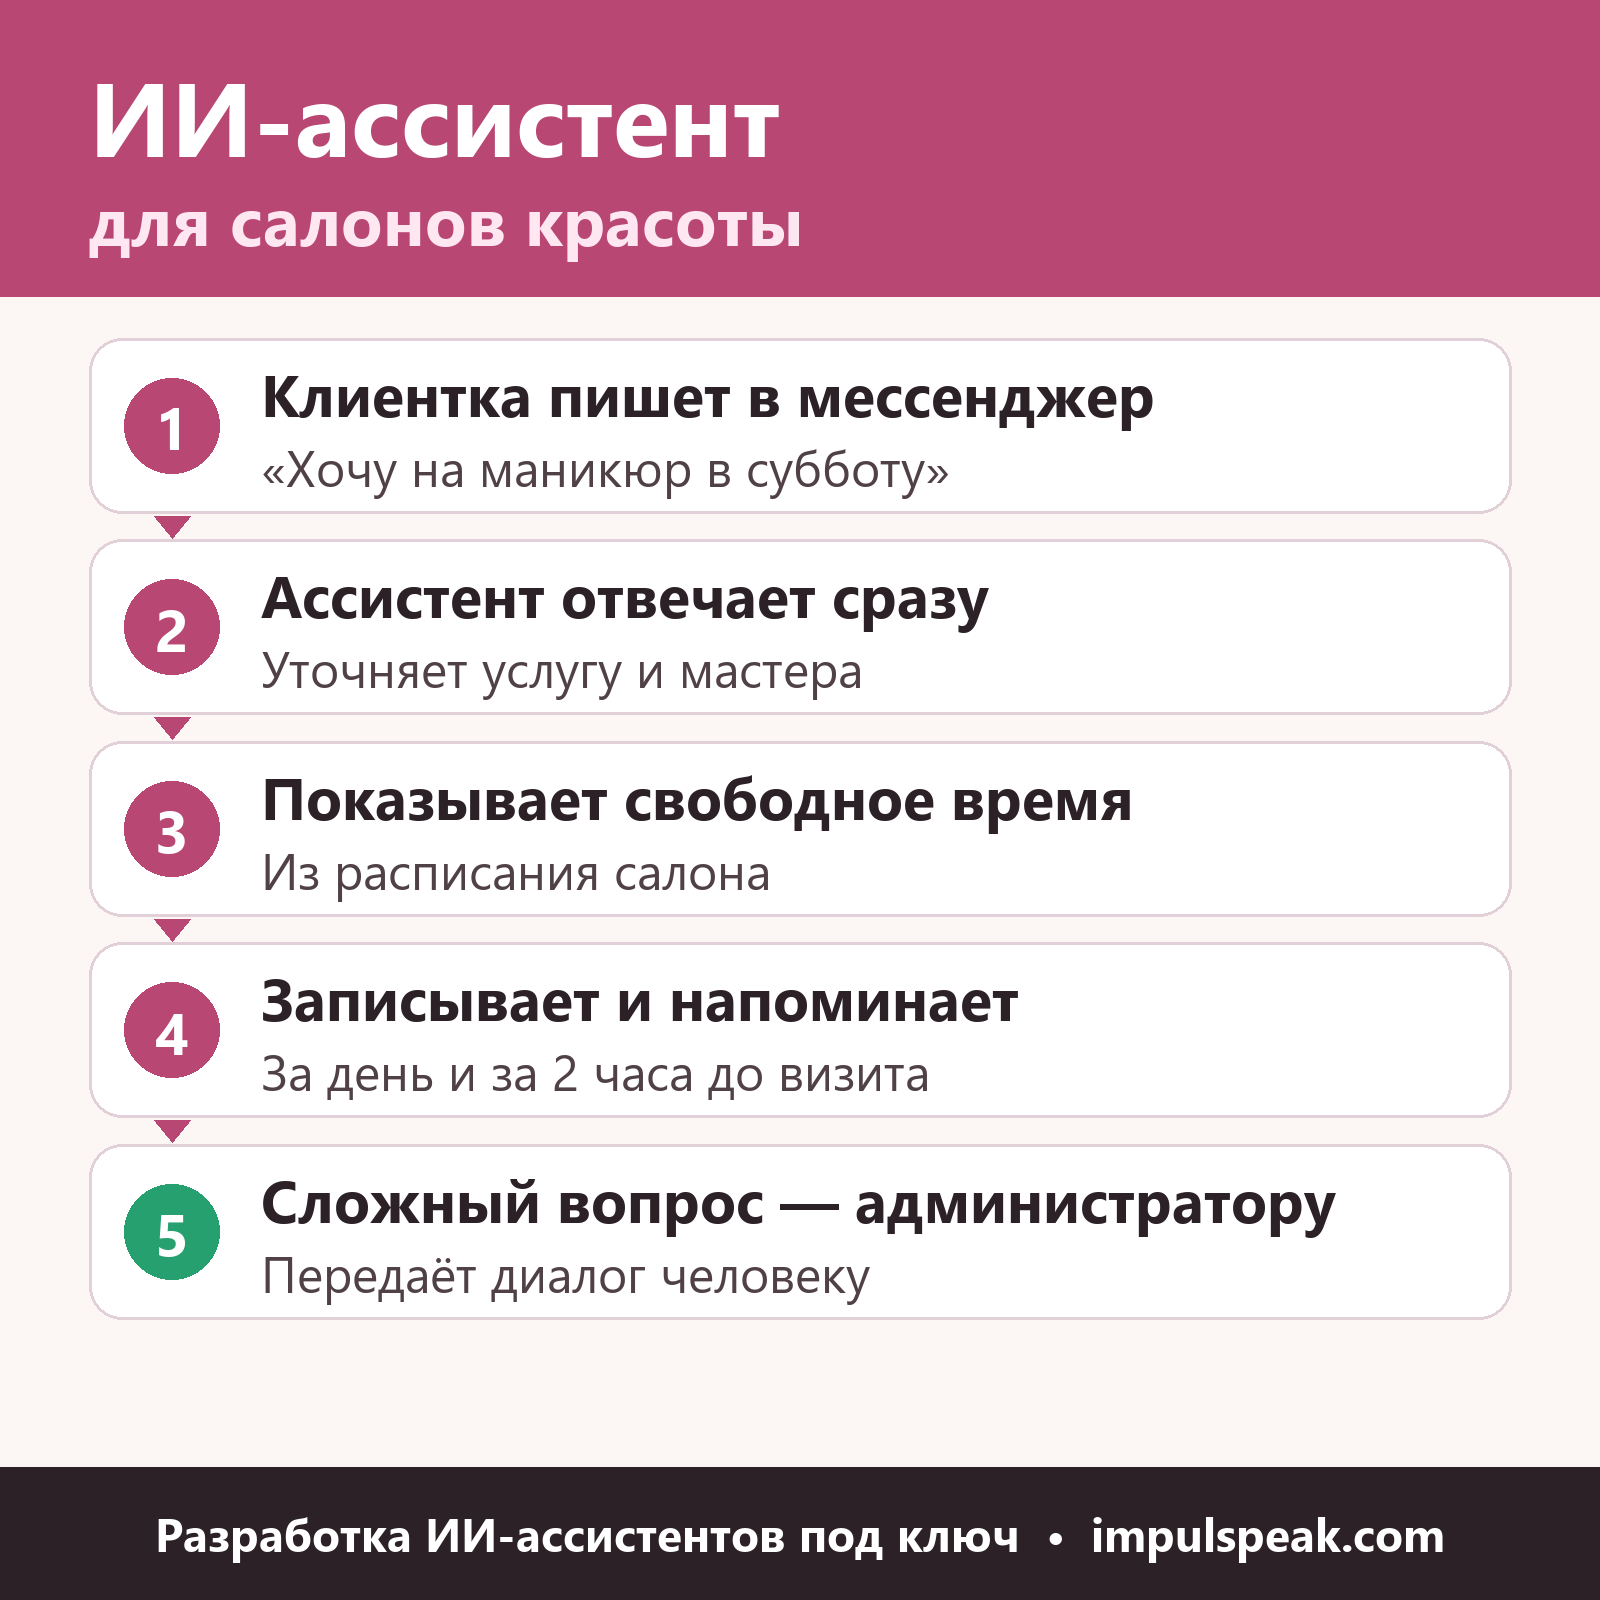 ИИ-ассистент
для салонов красоты
1
Клиентка пишет в мессенджер
«Хочу на маникюр в субботу»
2
Ассистент отвечает сразу
Уточняет услугу и мастера
3
Показывает свободное время
Из расписания салона
4
Записывает и напоминает
За день и за 2 часа до визита
5
Сложный вопрос — администратору
Передаёт диалог человеку
Разработка ИИ-ассистентов под ключ • impulspeak.com